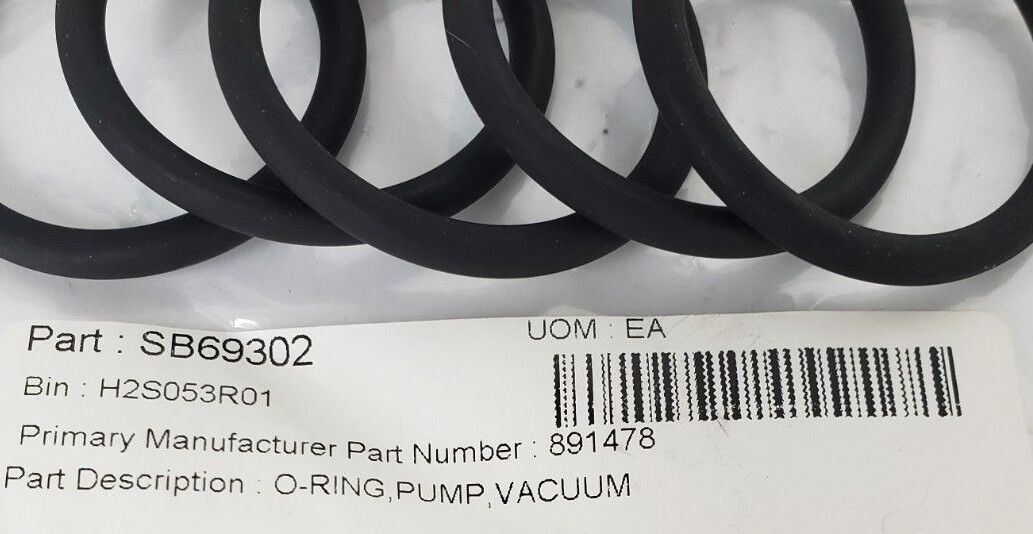 Part : SB69302
UOM : EA
Bin : H2S053R01
Primary Manufacturer Part Number : 891478
Part Description : O-RING,PUMP,VACUUM